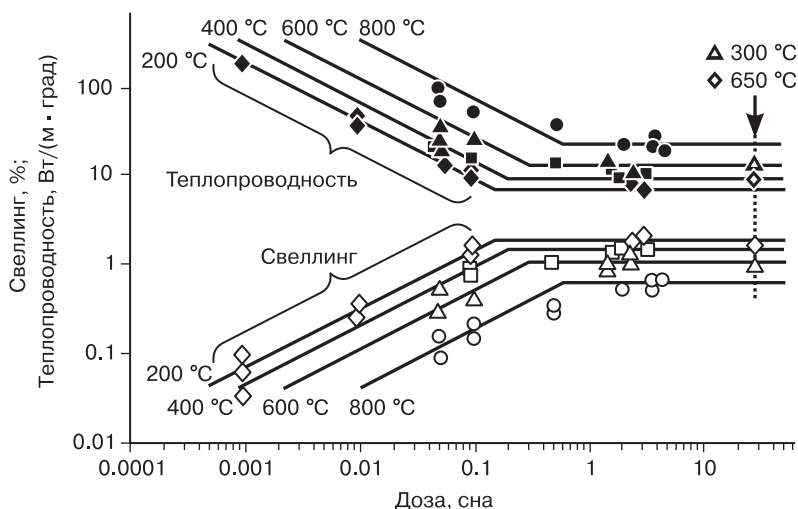 Свеллинг, %;
Теплопроводность, Вт/(м · град)
100
10
1
0.1
0.01
200 °C
400 °C
600 °C
800 °C
300 °C
650 °C
Теплопроводность
Свеллинг
200 °C
400 °C
600 °C
800 °C
0.0001
0.001
0.01
0.1
1
10
Доза, сна